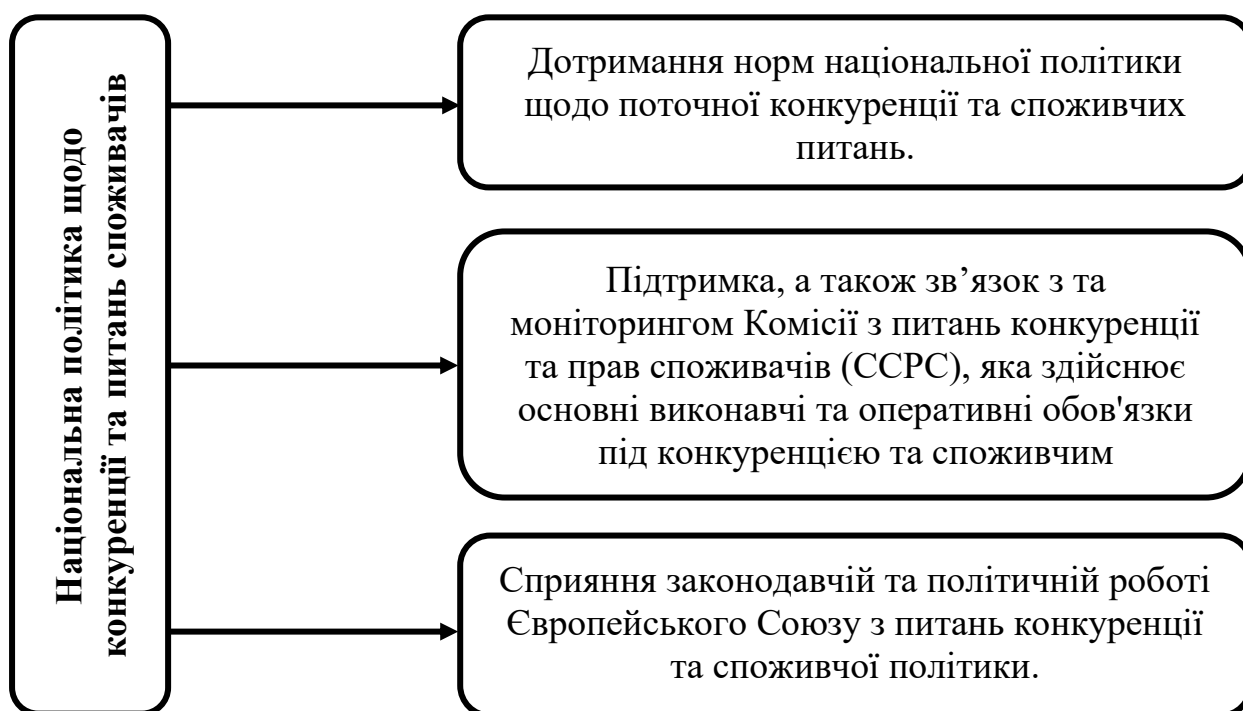 Національна політика щодо
конкуренції та питань споживачів
Дотримання норм національної політики
щодо поточної конкуренції та споживчих
питань.
Підтримка, а також зв’язок з та
моніторингом Комісії з питань конкуренції
та прав споживачів (ССРС), яка здійснює
основні виконавчі та оперативні обов'язки
під конкуренцією та споживчим
Сприяння законодавчій та політичній роботі
Європейського Союзу з питань конкуренції
та споживчої політики.